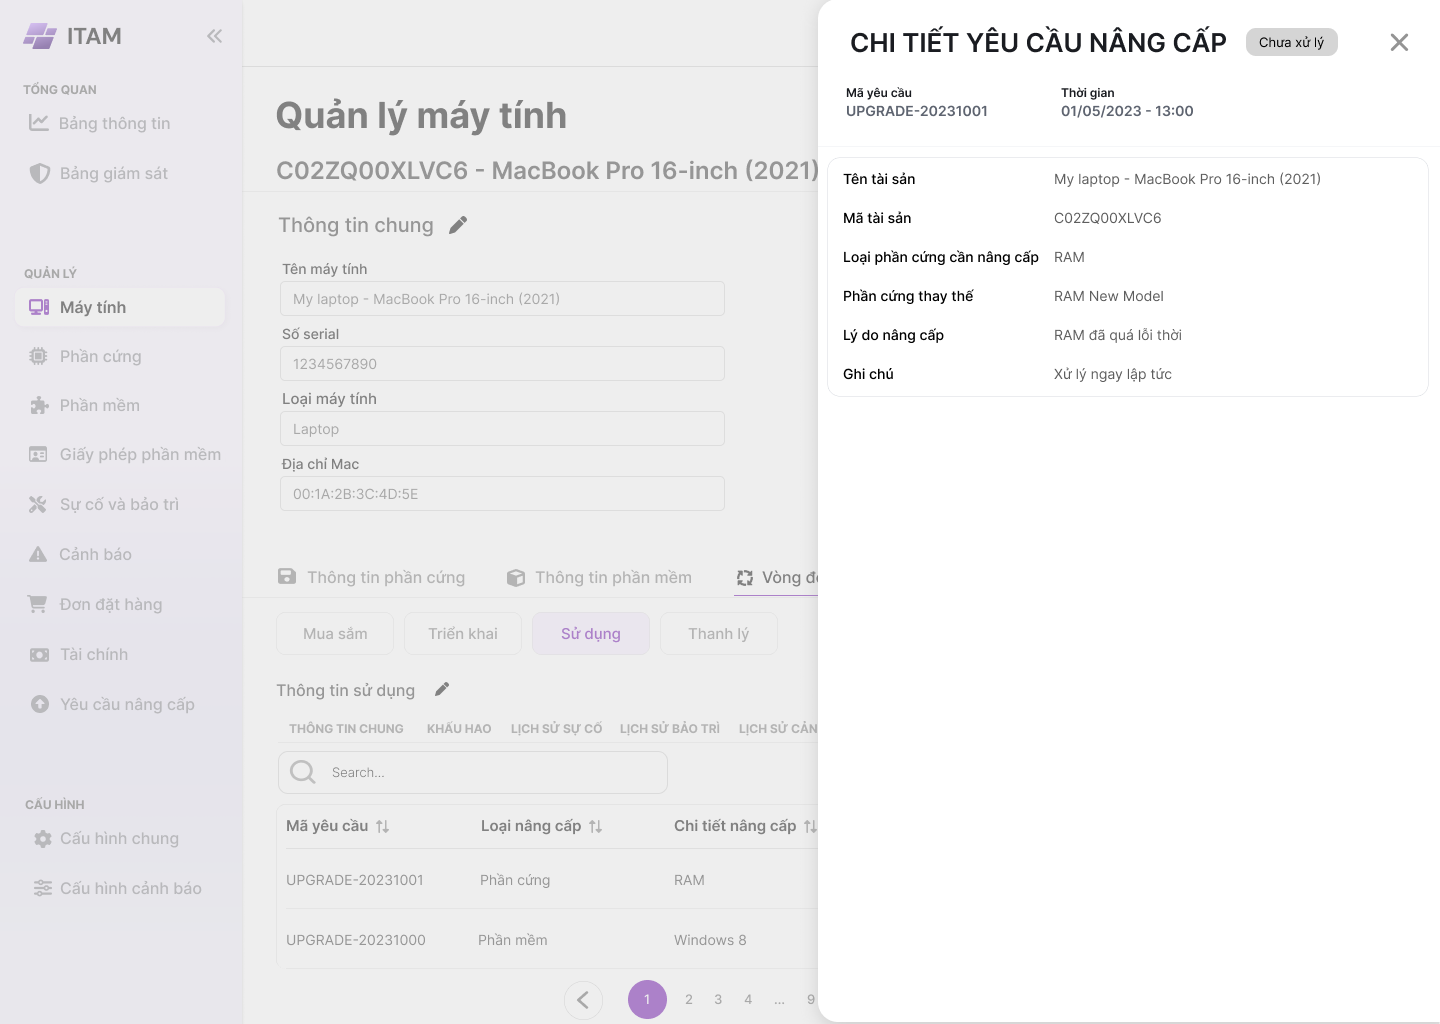 ITAM
TỔNG QUAN
Bảng thông tin
Bảng giám sát
QUẢN LÝ
Máy tính
Phần cứng
Phần mềm
Giấy phép phần mềm
Sự cố và bảo trì
Cảnh báo
Đơn đặt hàng
Tài chính
Yêu cầu nâng cấp
CẤU HÌNH
Cấu hình chung
Cấu hình cảnh báo
Quản lý máy tính
C02ZQ00XLVC6 - MacBook Pro 16-inch (2021)
Thông tin chung
Tên máy tính
My laptop - MacBook Pro 16-inch (2021)
Số serial
1234567890
Loại máy tính
Laptop
Địa chỉ Mac
00:1A:2B:3C:4D:5E
Thông tin phần cứng Thông tin phần mềm Vòng
Mua sắm Triển khai Sử dụng Thanh lý
Thông tin sử dụng
THÔNG TIN CHUNG KHẤU HAO LỊCH SỬ SỰ CỐ LỊCH SỬ BẢO TRÌ LỊCH SỬ CẢN
Search...
Mã yêu cầu Loại nâng cấp Chi tiết nâng cấp
UPGRADE-20231001 Phần cứng RAM
UPGRADE-20231000 Phần mềm Windows 8
1 2 3 4 ... 9
CHI TIẾT YÊU CẦU NÂNG CẤP Chưa xử lý
Mã yêu cầu Thời gian
UPGRADE-20231001 01/05/2023 - 13:00
Tên tài sản My laptop - MacBook Pro 16-inch (2021)
Mã tài sản C02ZQ00XLVC6
Loại phần cứng cần nâng cấp RAM
Phần cứng thay thế RAM New Model
Lý do nâng cấp RAM đã quá lỗi thời
Ghi chú Xử lý ngay lập tức